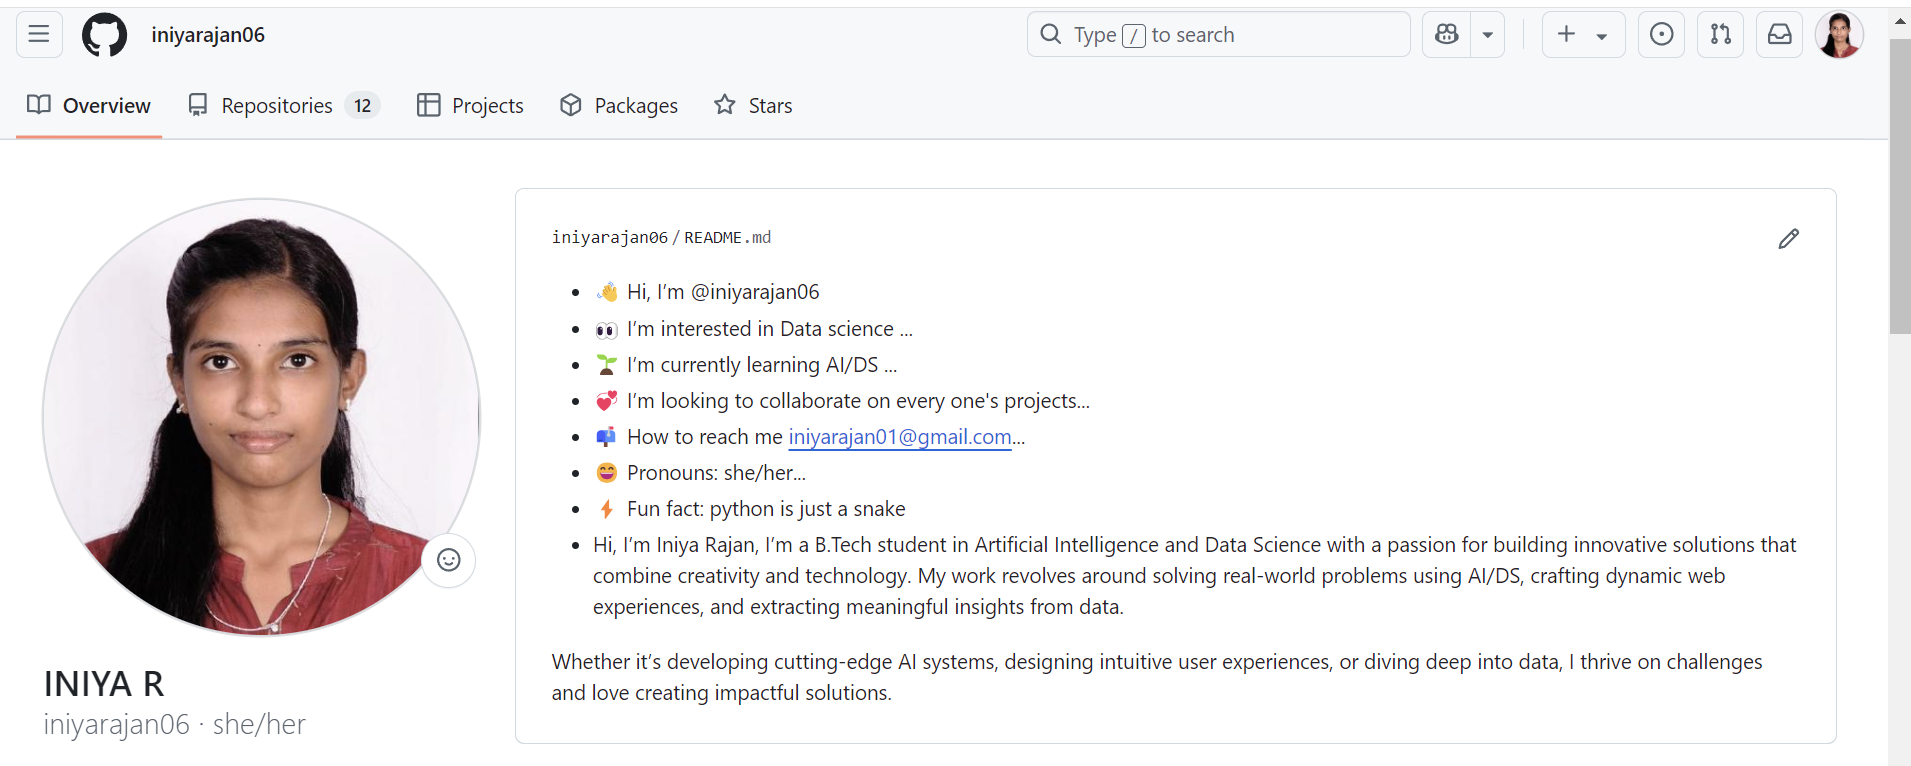 iniyarajan06
Type / to search
Overview
Repositories 12
Projects
Packages
Stars
iniyarajan06/README.md
👋 Hi, I’m @iniyarajan06
👀 I’m interested in Data science ...
🌱 I’m currently learning AI/DS ...
💞️ I’m looking to collaborate on every one's projects...
📫 How to reach me iniyarajan01@gmail.com...
😄 Pronouns: she/her...
⚡ Fun fact: python is just a snake
Hi, I’m Iniya Rajan, I’m a B.Tech student in Artificial Intelligence and Data Science with a passion for building innovative solutions that
combine creativity and technology. My work revolves around solving real-world problems using AI/DS, crafting dynamic web
experiences, and extracting meaningful insights from data.
Whether it’s developing cutting-edge AI systems, designing intuitive user experiences, or diving deep into data, I thrive on challenges
and love creating impactful solutions.
INIYA R
iniyarajan06 · she/her